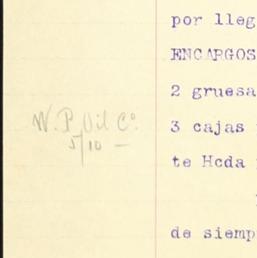 por lleg
ENCARGOS
2 gruesa
W. P. Oil Co.
3 cajas
5/10 —
te Hcda
de siemp